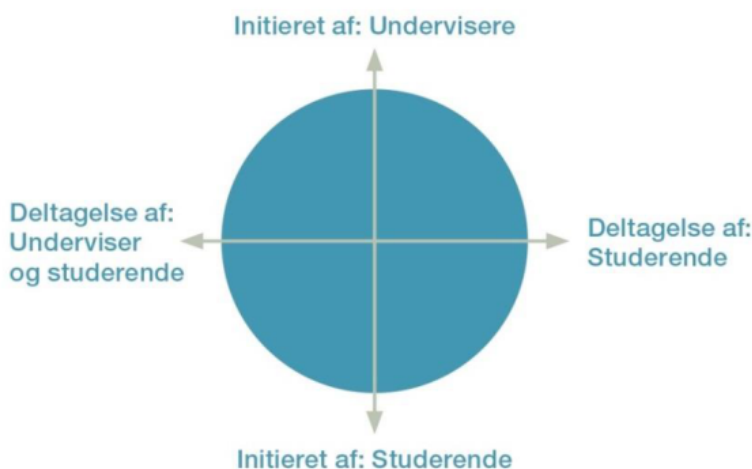 Initieret af: Undervisere
Deltagelse af:
Underviser
og studerende
Deltagelse af:
Studerende
Initieret af: Studerende